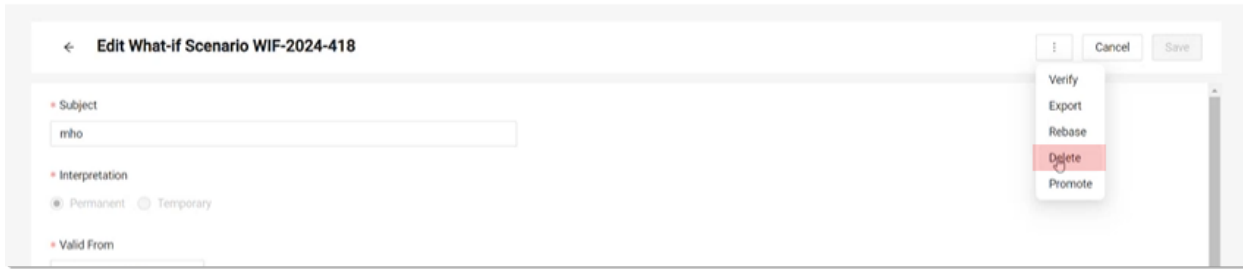 ← Edit What-if Scenario WIF-2024-418
⋮ Cancel Save
Verify
Export
Rebase
Delete
Promote
* Subject
mho
* Interpretation
Permanent Temporary
* Valid From